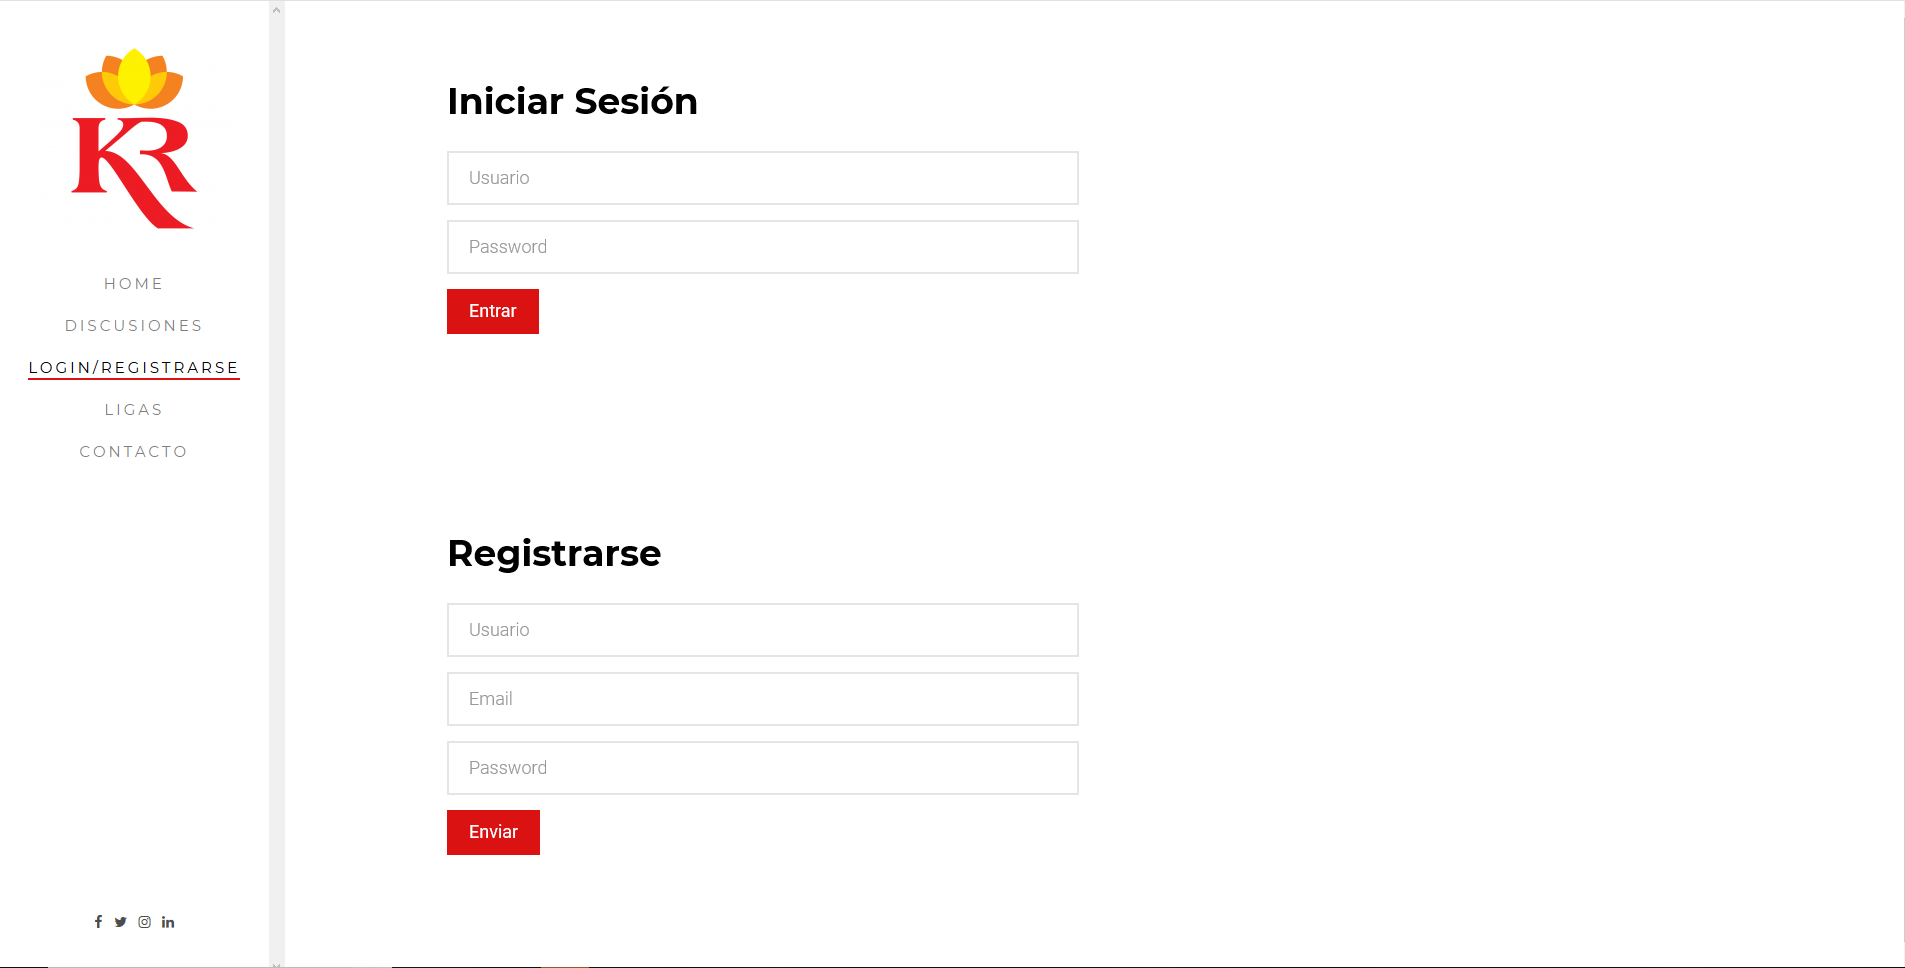 KR
HOME
DISCUSIONES
LOGIN/REGISTRARSE
LIGAS
CONTACTO
Iniciar Sesión
Usuario
Password
Entrar
Registrarse
Usuario
Email
Password
Enviar